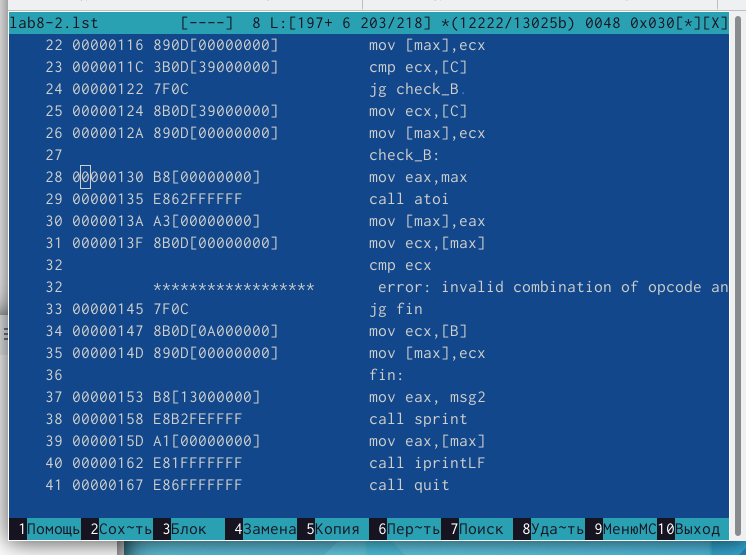 lab8-2.lst [----] 8 L:[197+ 6 203/218] *(12222/13025b) 0048 0x030[*][X]
22 00000116 890D[00000000] mov [max],ecx
23 0000011C 3B0D[39000000] cmp ecx,[C]
24 00000122 7F0C jg check_B.
25 00000124 8B0D[39000000] mov ecx,[C]
26 0000012A 890D[00000000] mov [max],ecx
27 check_B:
28 00000130 B8[00000000] mov eax,max
29 00000135 E862FFFFFF call atoi
30 0000013A A3[00000000] mov [max],eax
31 0000013F 8B0D[00000000] mov ecx,[max]
32 cmp ecx
32 ****************** error: invalid combination of opcode an
33 00000145 7F0C jg fin
34 00000147 8B0D[0A000000] mov ecx,[B]
35 0000014D 890D[00000000] mov [max],ecx
36 fin:
37 00000153 B8[13000000] mov eax, msg2
38 00000158 E8B2FEFFFF call sprint
39 0000015D A1[00000000] mov eax,[max]
40 00000162 E81FFFFFFF call iprintLF
41 00000167 E86FFFFFFF call quit
1Помощь 2Сох~ть 3Блок 4Замена 5Копия 6Пер~ть 7Поиск 8Уда~ть 9МенюMC 10Выход